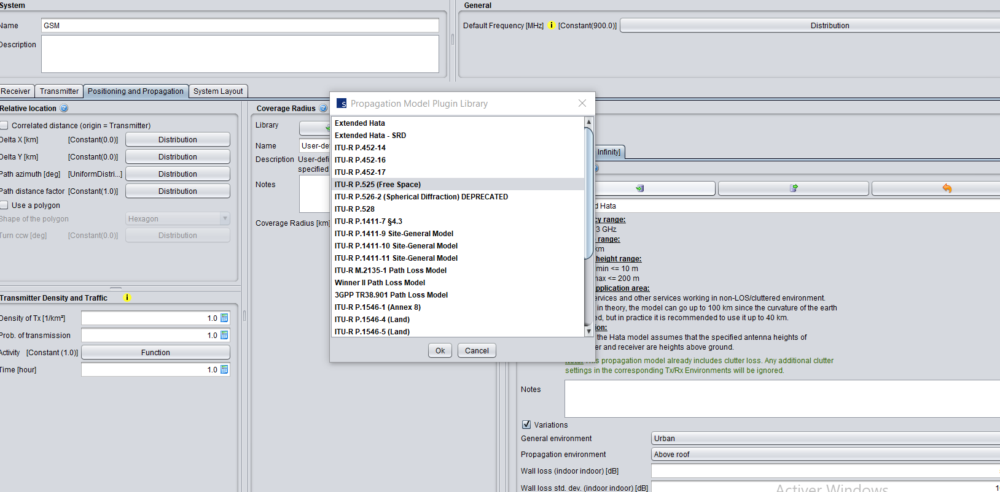 System
Name
GSM
Description
General
Default Frequency [MHz] [Constant(900.0)] Distribution
Receiver Transmitter Positioning and Propagation System Layout
Relative location
Correlated distance (origin = Transmitter)
Delta X [km] [Constant(0.0)] Distribution
Delta Y [km] [Constant(0.0)] Distribution
Path azimuth [deg] [UniformDistri...] Distribution
Path distance factor [Constant(1.0)] Distribution
Use a polygon
Shape of the polygon Hexagon
Turn ccw [deg] [Constant(0.0)] Distribution
Transmitter Density and Traffic
Density of Tx [1/km²] 1.0
Prob. of transmission 1.0
Activity [Constant (1.0)] Function
Time [hour] 1.0
Coverage Radius
Library
Name User-de
Description User-defi
specified
Notes
Coverage Radius [km]
Propagation Model Plugin Library
Extended Hata
Extended Hata - SRD
ITU-R P.452-14
ITU-R P.452-16
ITU-R P.452-17
ITU-R P.525 (Free Space)
ITU-R P.526-2 (Spherical Diffraction) DEPRECATED
ITU-R P.528
ITU-R P.1411-7 §4.3
ITU-R P.1411-9 Site-General Model
ITU-R P.1411-10 Site-General Model
ITU-R P.1411-11 Site-General Model
ITU-R M.2135-1 Path Loss Model
Winner II Path Loss Model
3GPP TR38.901 Path Loss Model
ITU-R P.1546-1 (Annex 8)
ITU-R P.1546-4 (Land)
ITU-R P.1546-5 (Land)
Ok Cancel
Infinity]
d Hata
cy range:
3 GHz
range:
km
height range:
min <= 10 m
max <= 200 m
application area:
ervices and other services working in non-LOS/cluttered environment.
in theory, the model can go up to 100 km since the curvature of the earth
ed, but in practice it is recommended to use it up to 40 km.
ion:
the Hata model assumes that the specified antenna heights of
er and receiver are heights above ground.
Note: This propagation model already includes clutter loss. Any additional clutter
settings in the corresponding Tx/Rx Environments will be ignored.
Notes
Variations
General environment Urban
Propagation environment Above roof
Wall loss (indoor indoor) [dB]
Wall loss std. dev. (indoor indoor) [dB]
Activer Windows